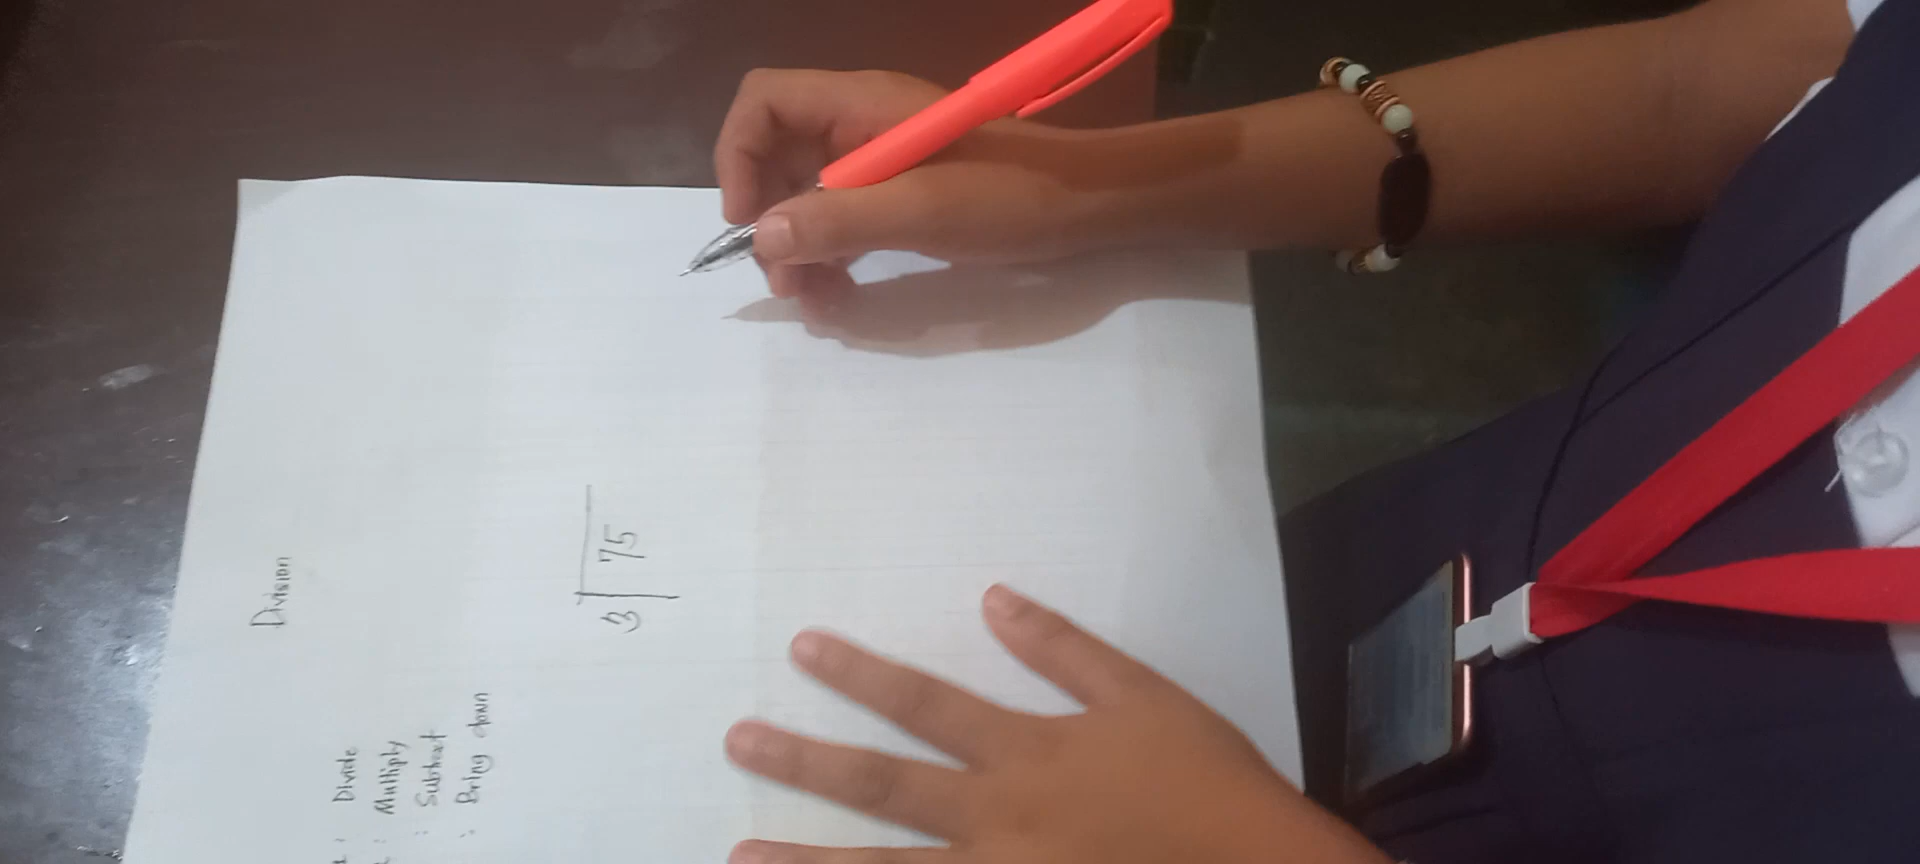 Division
: Divide
: Multiply
: Subtract
: Bring down
3 75